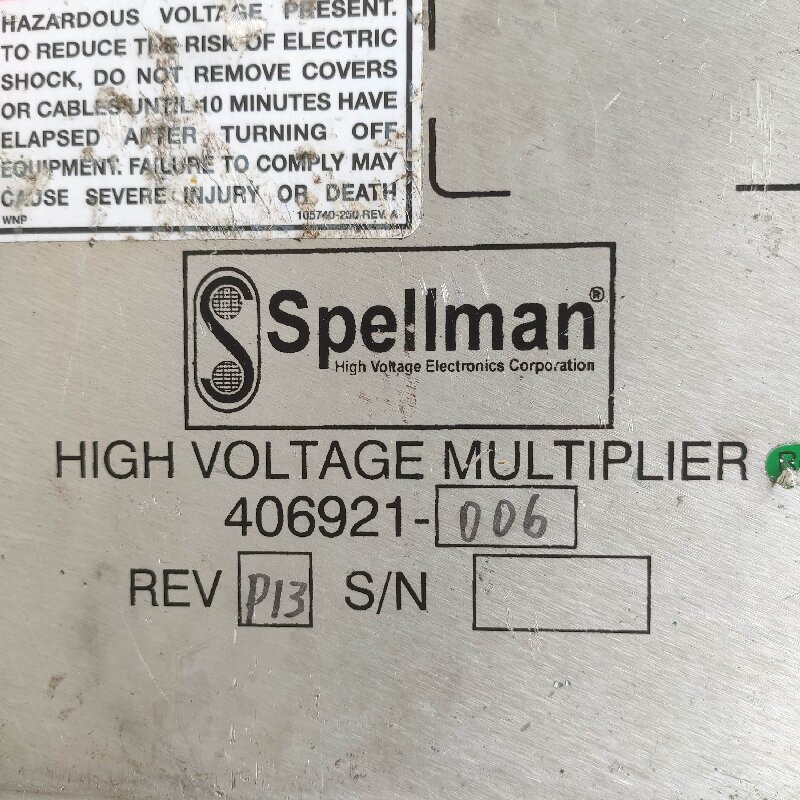 HAZARDOUS VOLTAGE PRESENT.
TO REDUCE THE RISK OF ELECTRIC
SHOCK, DO NOT REMOVE COVERS
OR CABLES UNTIL 10 MINUTES HAVE
ELAPSED AFTER TURNING OFF
EQUIPMENT. FAILURE TO COMPLY MAY
CAUSE SEVERE INJURY OR DEATH
WNP 105740-250 REV. A
Spellman®
High Voltage Electronics Corporation
HIGH VOLTAGE MULTIPLIER
406921-006
REV P13 S/N